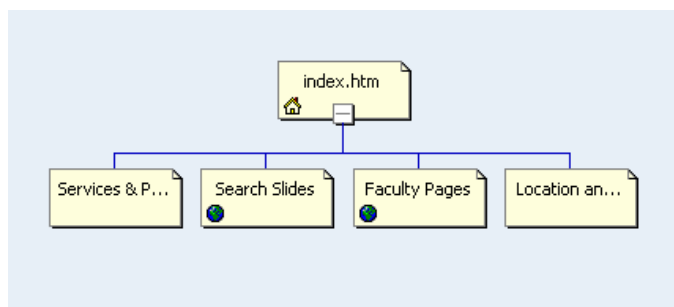 index.htm
Services & P...
Search Slides
Faculty Pages
Location an...